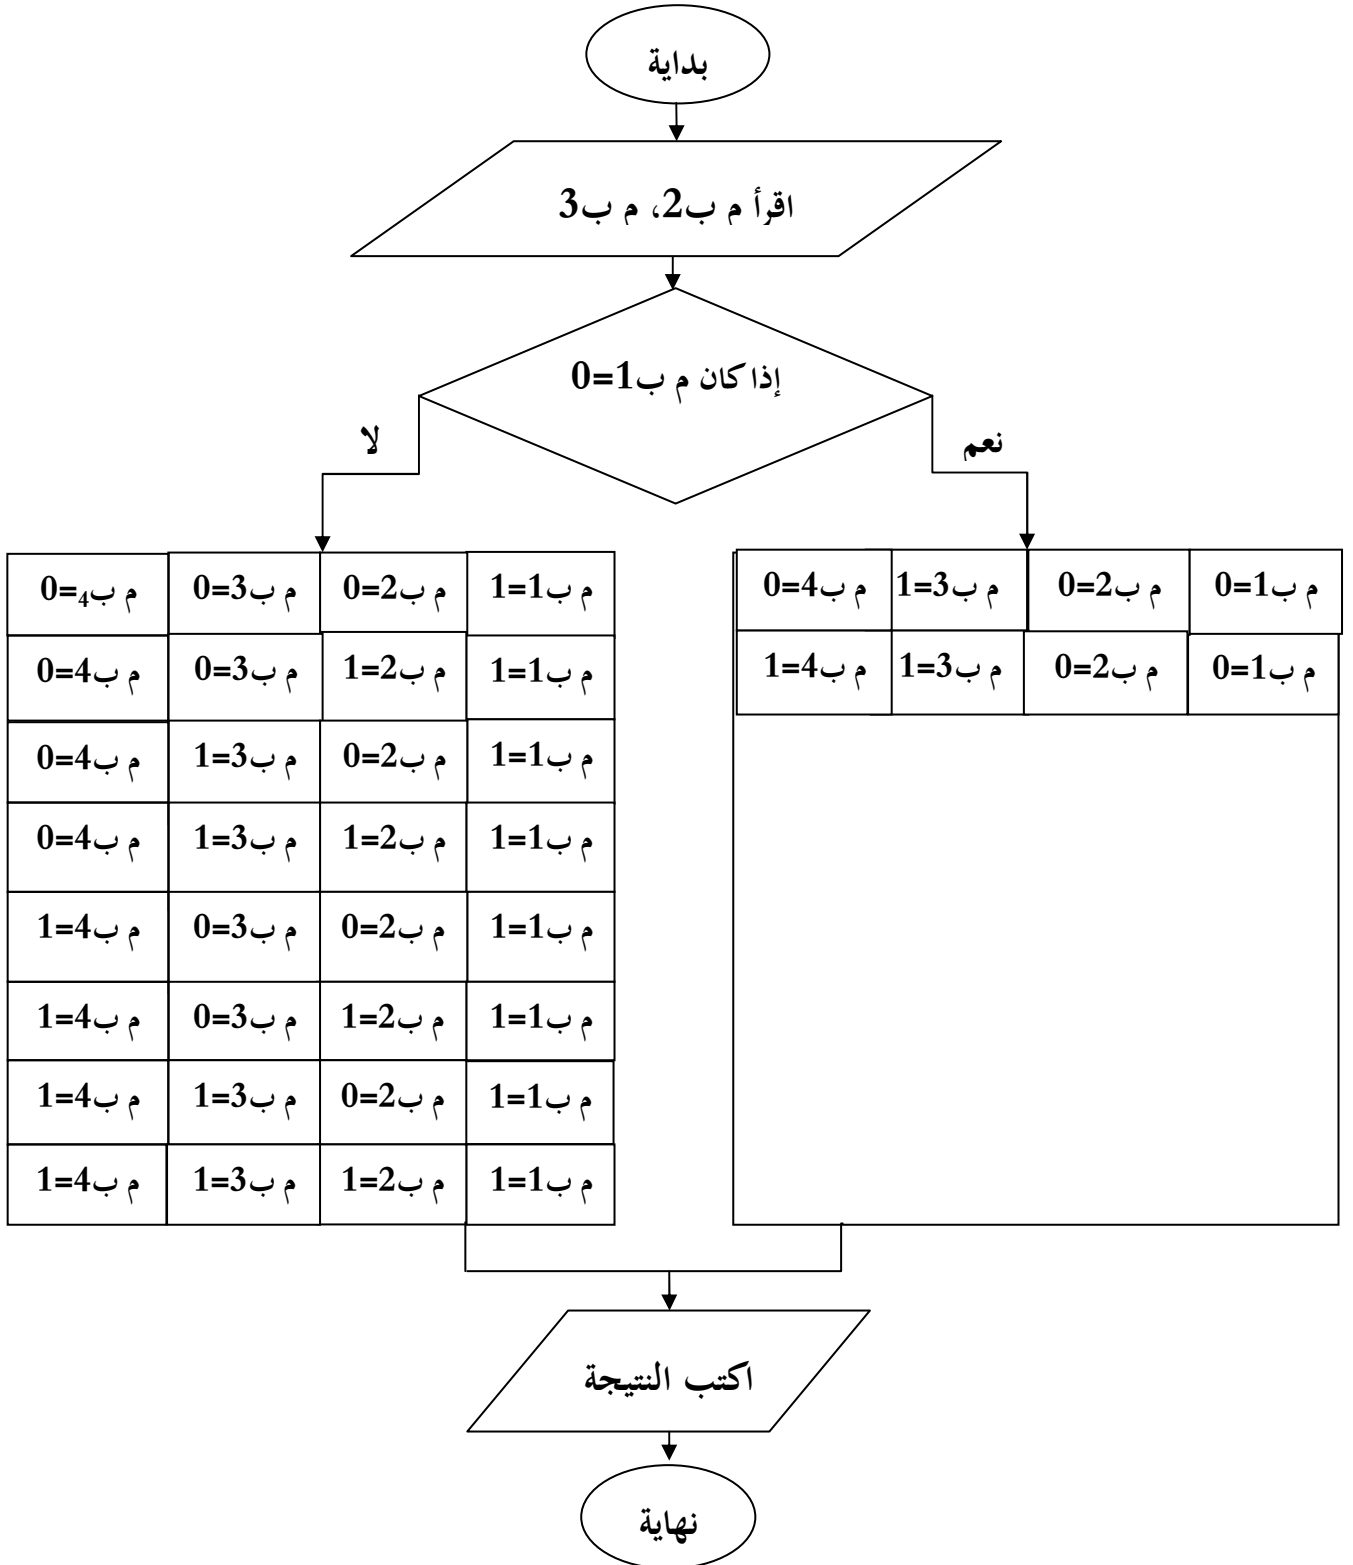 بداية
اقرأ م ب2، م ب3
إذا كان م ب1=0
نعم
لا
م ب1=0 م ب2=0 م ب3=1 م ب4=0
م ب1=0 م ب2=0 م ب3=1 م ب4=1
م ب1=1 م ب2=0 م ب3=0 م ب₄=0
م ب1=1 م ب2=1 م ب3=0 م ب4=0
م ب1=1 م ب2=0 م ب3=1 م ب4=0
م ب1=1 م ب2=1 م ب3=1 م ب4=0
م ب1=1 م ب2=0 م ب3=0 م ب4=1
م ب1=1 م ب2=1 م ب3=0 م ب4=1
م ب1=1 م ب2=0 م ب3=1 م ب4=1
م ب1=1 م ب2=1 م ب3=1 م ب4=1
اكتب النتيجة
نهاية